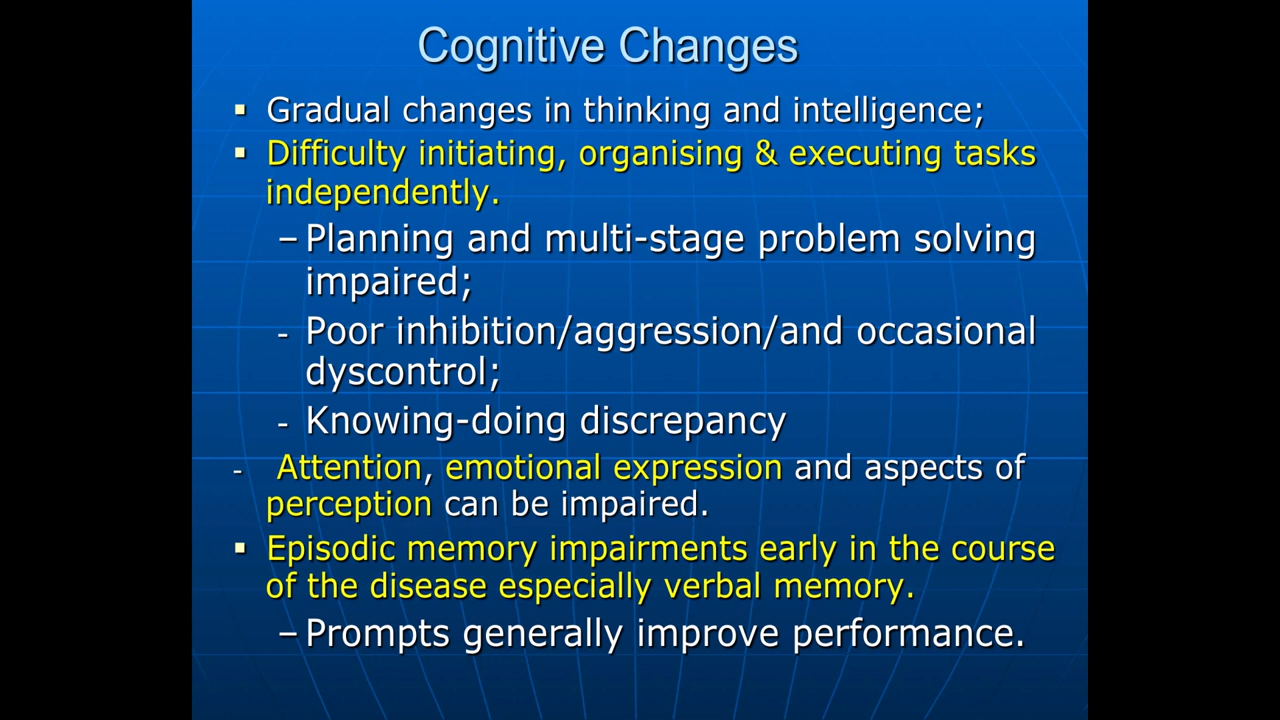 Cognitive Changes
▪ Gradual changes in thinking and intelligence;
▪ Difficulty initiating, organising & executing tasks
independently.
– Planning and multi-stage problem solving
impaired;
- Poor inhibition/aggression/and occasional
dyscontrol;
- Knowing-doing discrepancy
- Attention, emotional expression and aspects of
perception can be impaired.
▪ Episodic memory impairments early in the course
of the disease especially verbal memory.
– Prompts generally improve performance.